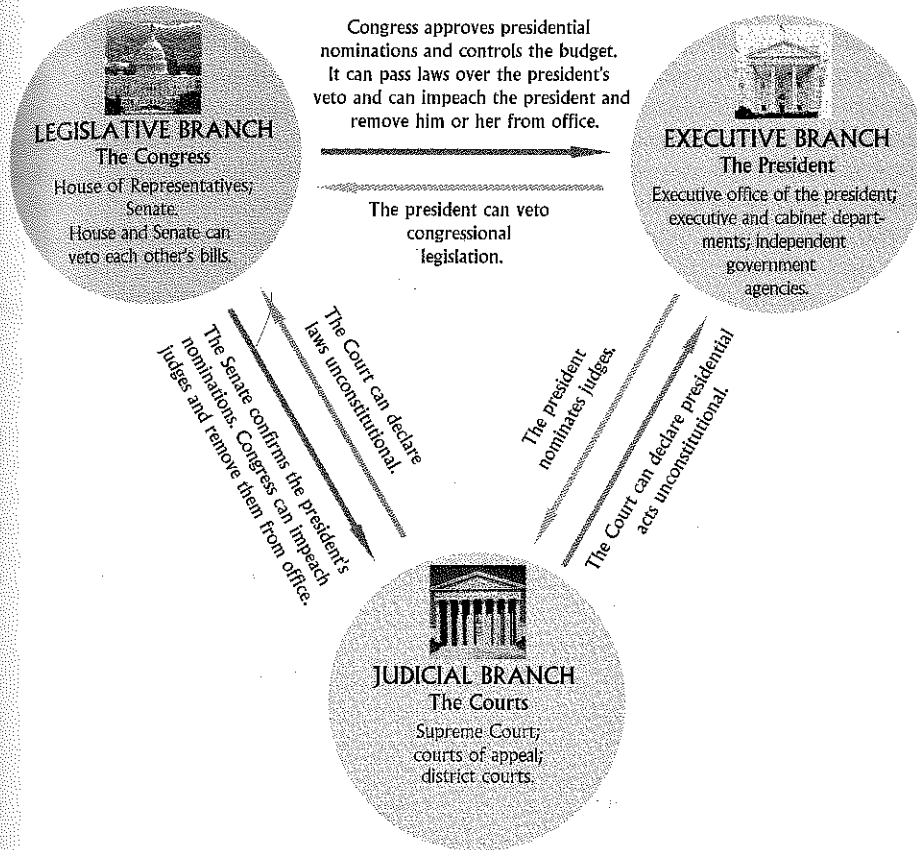 Congress approves presidential
nominations and controls the budget.
It can pass laws over the president's
veto and can impeach the president and
remove him or her from office.
LEGISLATIVE BRANCH
The Congress
House of Representatives;
Senate.
House and Senate can
veto each other's bills.
EXECUTIVE BRANCH
The President
Executive office of the president;
executive and cabinet depart-
ments; independent
government
agencies.
The president can veto
congressional
legislation.
The Senate confirms the president's
nominations. Congress can impeach
judges and remove them from office.
The Court can declare
laws unconstitutional.
The president
nominates judges.
The Court can declare presidential
acts unconstitutional.
JUDICIAL BRANCH
The Courts
Supreme Court;
courts of appeal;
district courts.